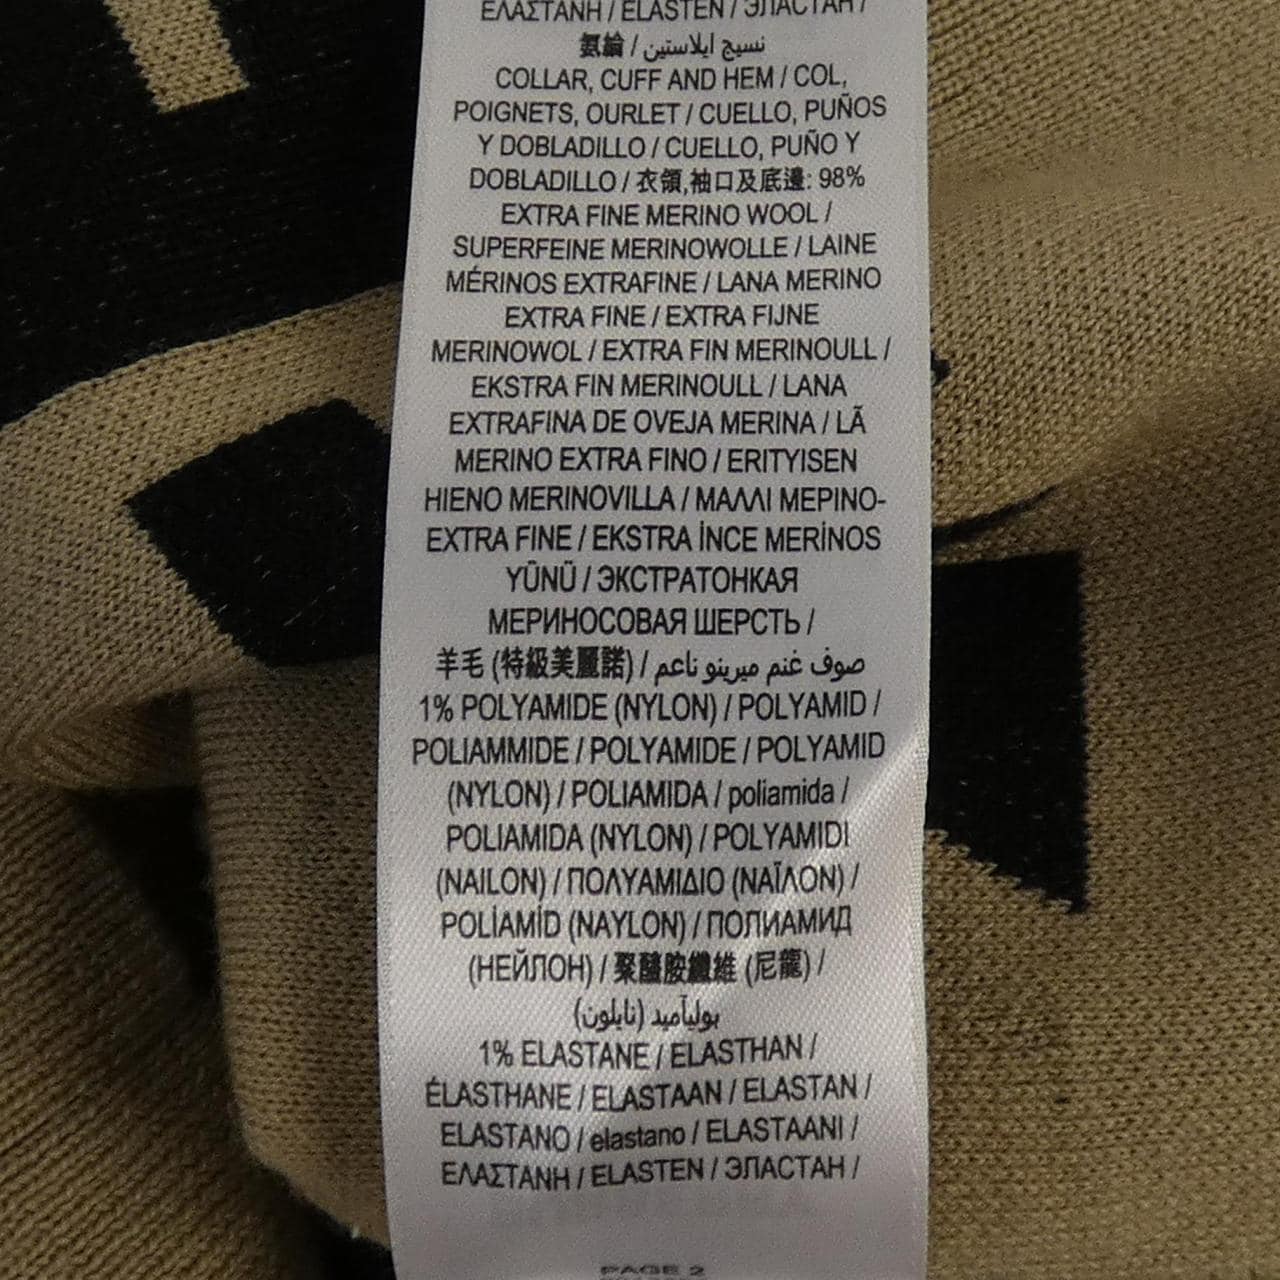 ΕΛΑΣΤΑΝΗ / ELASTEN / ЭЛАСТАН /
氨綸 / نسيج ايلاستين
COLLAR, CUFF AND HEM / COL,
POIGNETS, OURLET / CUELLO, PUÑOS
Y DOBLADILLO / CUELLO, PUÑO Y
DOBLADILLO / 衣領,袖口及底邊: 98%
EXTRA FINE MERINO WOOL /
SUPERFEINE MERINOWOLLE / LAINE
MÉRINOS EXTRAFINE / LANA MERINO
EXTRA FINE / EXTRA FIJNE
MERINOWOL / EXTRA FIN MERINOULL /
EKSTRA FIN MERINOULL / LANA
EXTRAFINA DE OVEJA MERINA / LÃ
MERINO EXTRA FINO / ERITYISEN
HIENO MERINOVILLA / ΜΑΛΛΙ ΜΕΡΙΝΟ-
EXTRA FINE / EKSTRA İNCE MERİNOS
YŪNŪ / ЭКСТРАТОНКАЯ
МЕРИНОСОВАЯ ШЕРСТЬ /
羊毛 (特級美麗諾) / صوف غنم ميرينو ناعم
1% POLYAMIDE (NYLON) / POLYAMID /
POLIAMMIDE / POLYAMIDE / POLYAMID
(NYLON) / POLIAMIDA / poliamida /
POLIAMIDA (NYLON) / POLYAMIDI
(NAILON) / ΠΟΛΥΑΜΙΔΙΟ (ΝΑΪΛΟΝ) /
POLİAMİD (NAYLON) / ПОЛИАМИД
(НЕЙЛОН) / 聚醯胺纖維 (尼龍) /
بولياميد (نايلون)
1% ELASTANE / ELASTHAN /
ÉLASTHANE / ELASTAAN / ELASTAN /
ELASTANO / elastano / ELASTAANI /
ΕΛΑΣΤΑΝΗ / ELASTEN / ЭЛАСТАН /
PAGE 2